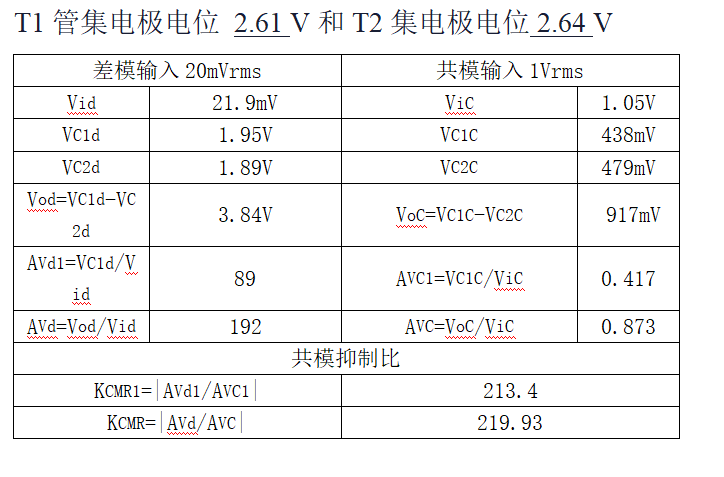 T1 管集电极电位 2.61 V 和 T2 集电极电位 2.64 V
差模输入 20mVrms 共模输入 1Vrms
Vid 21.9mV ViC 1.05V
VC1d 1.95V VC1C 438mV
VC2d 1.89V VC2C 479mV
Vod=VC1d-VC
2d 3.84V VoC=VC1C-VC2C 917mV
AVd1=VC1d/V
id 89 AVC1=VC1C/ViC 0.417
AVd=Vod/Vid 192 AVC=VoC/ViC 0.873
共模抑制比
KCMR1=|AVd1/AVC1| 213.4
KCMR=|AVd/AVC| 219.93